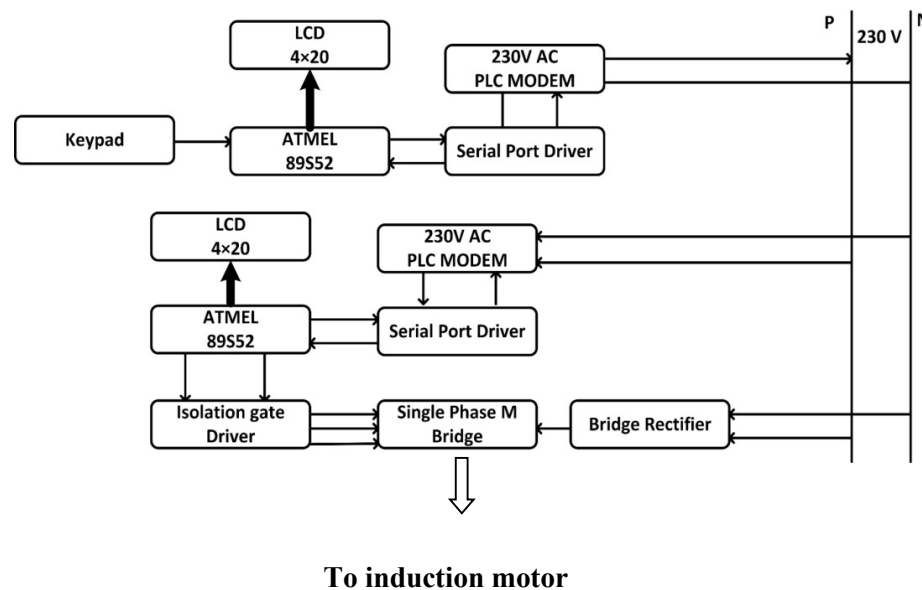 LCD
4×20
230V AC
PLC MODEM
P
230 V
N
Keypad
ATMEL
89S52
Serial Port Driver
LCD
4×20
230V AC
PLC MODEM
ATMEL
89S52
Serial Port Driver
Isolation gate
Driver
Single Phase M
Bridge
Bridge Rectifier
To induction motor